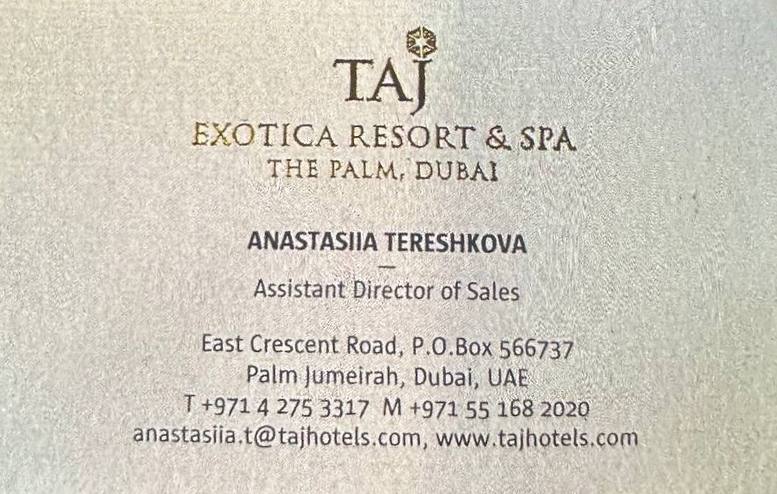 TAJ
EXOTICA RESORT & SPA
THE PALM, DUBAI
ANASTASIIA TERESHKOVA
Assistant Director of Sales
East Crescent Road, P.O.Box 566737
Palm Jumeirah, Dubai, UAE
T +971 4 275 3317 M +971 55 168 2020
anastasiia.t@tajhotels.com, www.tajhotels.com